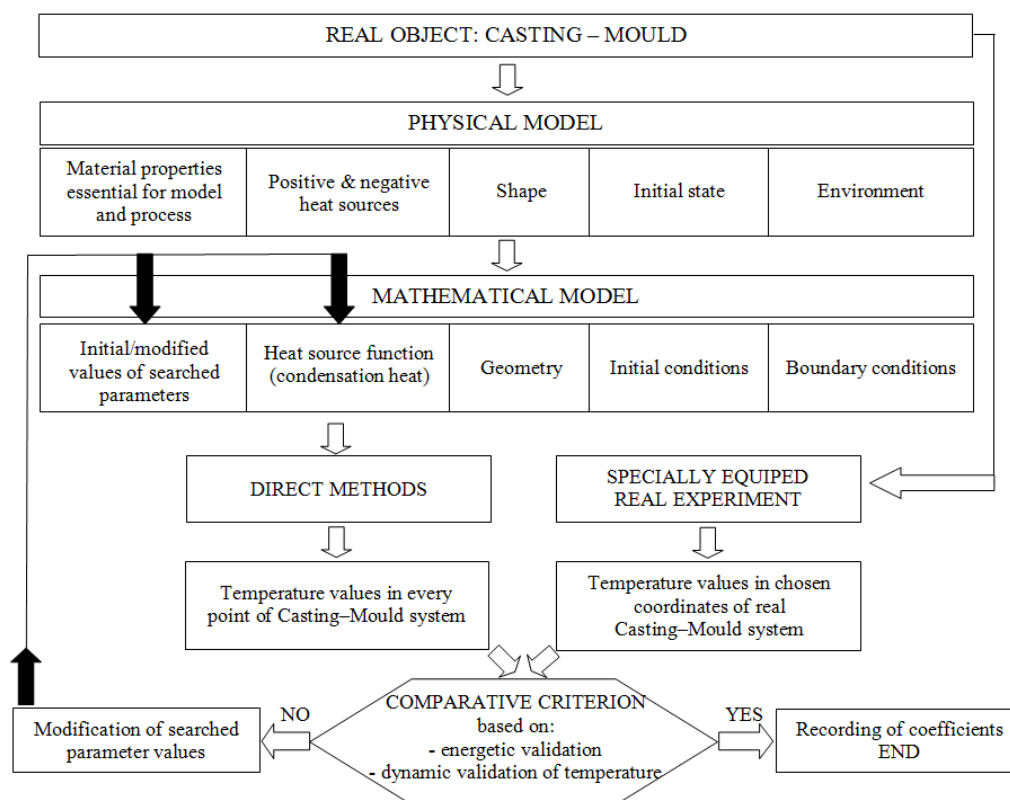 REAL OBJECT: CASTING – MOULD
PHYSICAL MODEL
Material properties
essential for model
and process
Positive & negative
heat sources
Shape
Initial state
Environment
MATHEMATICAL MODEL
Initial/modified
values of searched
parameters
Heat source function
(condensation heat)
Geometry
Initial conditions
Boundary conditions
DIRECT METHODS
SPECIALLY EQUIPED
REAL EXPERIMENT
Temperature values in every
point of Casting–Mould system
Temperature values in chosen
coordinates of real
Casting–Mould system
COMPARATIVE CRITERION
based on:
- energetic validation
- dynamic validation of temperature
NO
YES
Modification of searched
parameter values
Recording of coefficients
END